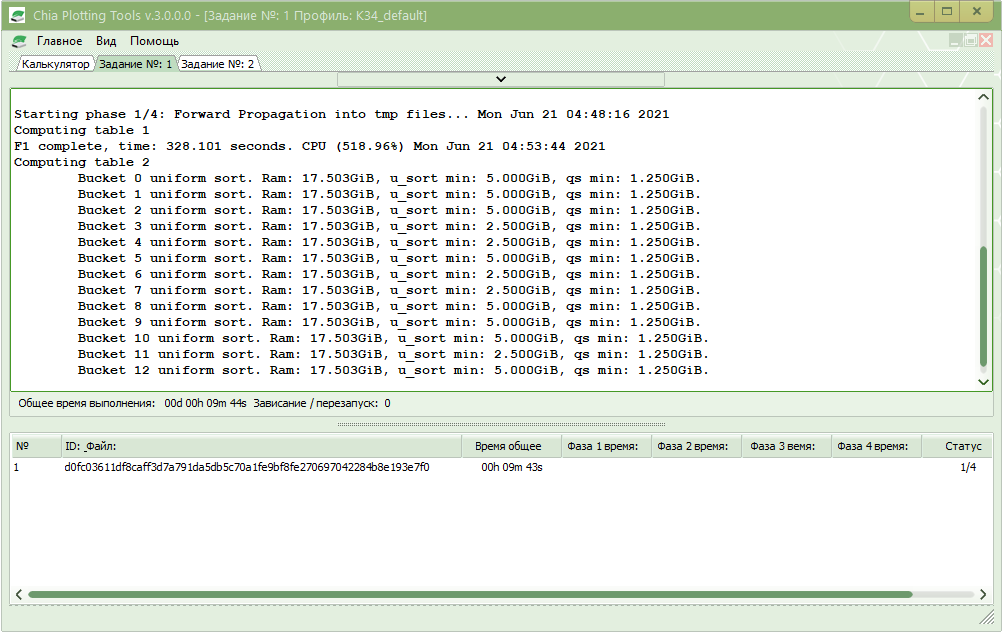 Chia Plotting Tools v.3.0.0.0 - [Задание №: 1 Профиль: K34_default]
Главное Вид Помощь
Калькулятор Задание №: 1 Задание №: 2
Starting phase 1/4: Forward Propagation into tmp files... Mon Jun 21 04:48:16 2021
Computing table 1
F1 complete, time: 328.101 seconds. CPU (518.96%) Mon Jun 21 04:53:44 2021
Computing table 2
Bucket 0 uniform sort. Ram: 17.503GiB, u_sort min: 5.000GiB, qs min: 1.250GiB.
Bucket 1 uniform sort. Ram: 17.503GiB, u_sort min: 5.000GiB, qs min: 1.250GiB.
Bucket 2 uniform sort. Ram: 17.503GiB, u_sort min: 5.000GiB, qs min: 1.250GiB.
Bucket 3 uniform sort. Ram: 17.503GiB, u_sort min: 2.500GiB, qs min: 1.250GiB.
Bucket 4 uniform sort. Ram: 17.503GiB, u_sort min: 2.500GiB, qs min: 1.250GiB.
Bucket 5 uniform sort. Ram: 17.503GiB, u_sort min: 5.000GiB, qs min: 1.250GiB.
Bucket 6 uniform sort. Ram: 17.503GiB, u_sort min: 2.500GiB, qs min: 1.250GiB.
Bucket 7 uniform sort. Ram: 17.503GiB, u_sort min: 2.500GiB, qs min: 1.250GiB.
Bucket 8 uniform sort. Ram: 17.503GiB, u_sort min: 5.000GiB, qs min: 1.250GiB.
Bucket 9 uniform sort. Ram: 17.503GiB, u_sort min: 5.000GiB, qs min: 1.250GiB.
Bucket 10 uniform sort. Ram: 17.503GiB, u_sort min: 5.000GiB, qs min: 1.250GiB.
Bucket 11 uniform sort. Ram: 17.503GiB, u_sort min: 2.500GiB, qs min: 1.250GiB.
Bucket 12 uniform sort. Ram: 17.503GiB, u_sort min: 5.000GiB, qs min: 1.250GiB.
Общее время выполнения: 00d 00h 09m 44s Зависание / перезапуск: 0
№ ID: _Файл: Время общее Фаза 1 время: Фаза 2 время: Фаза 3 вемя: Фаза 4 время: Статус
1 d0fc03611df8caff3d7a791da5db5c70a1fe9bf8fe270697042284b8e193e7f0 00h 09m 43s 1/4